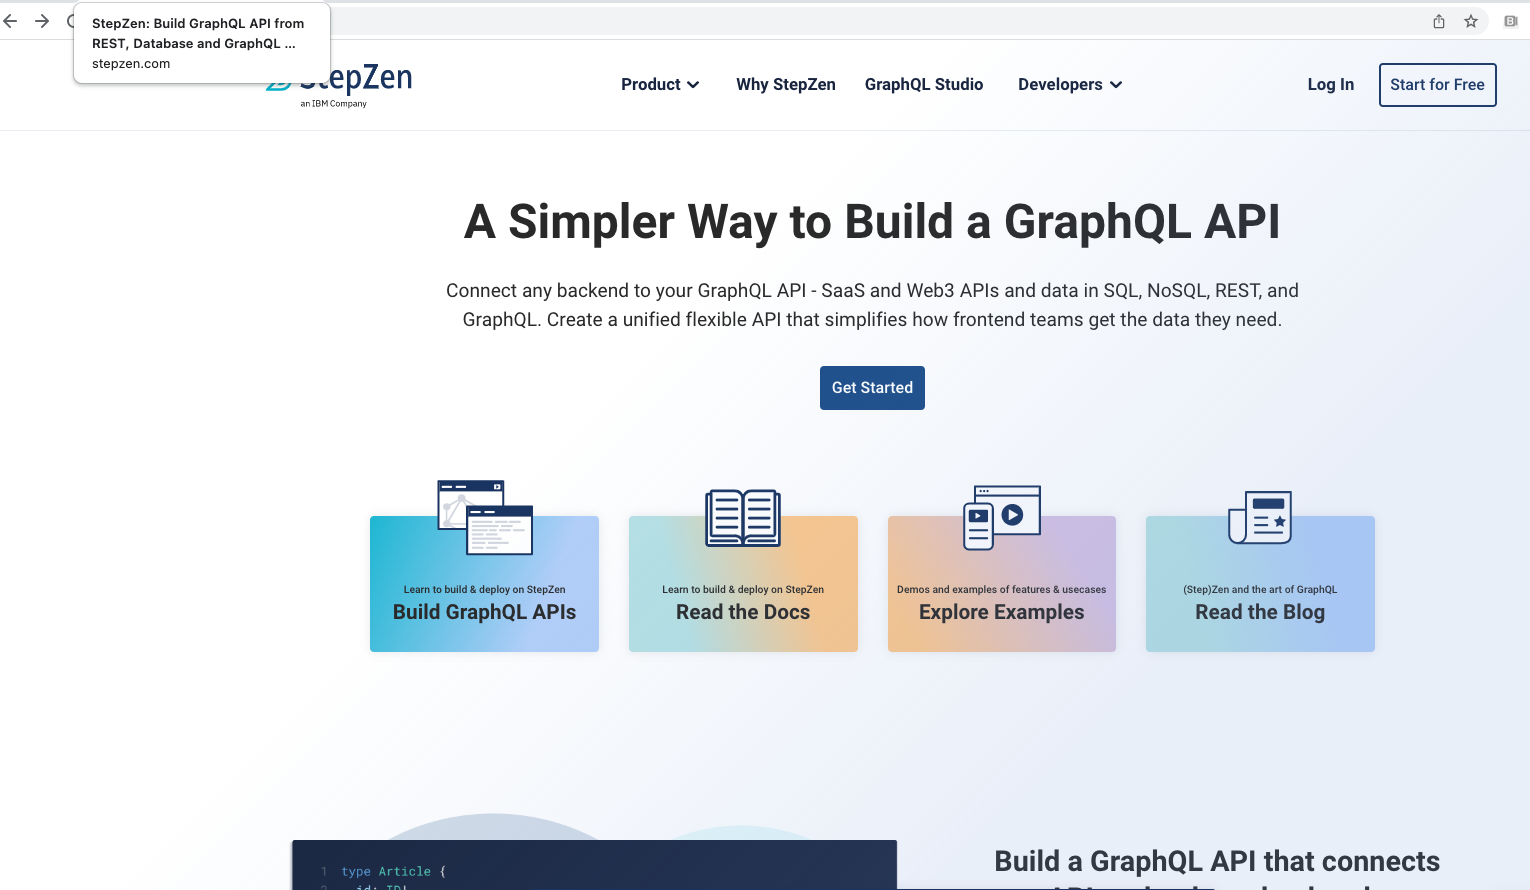 StepZen: Build GraphQL API from
REST, Database and GraphQL ...
stepzen.com
StepZen
an IBM Company
Product
Why StepZen
GraphQL Studio
Developers
Log In
Start for Free
A Simpler Way to Build a GraphQL API
Connect any backend to your GraphQL API - SaaS and Web3 APIs and data in SQL, NoSQL, REST, and
GraphQL. Create a unified flexible API that simplifies how frontend teams get the data they need.
Get Started
Learn to build & deploy on StepZen
Build GraphQL APIs
Learn to build & deploy on StepZen
Read the Docs
Demos and examples of features & usecases
Explore Examples
(Step)Zen and the art of GraphQL
Read the Blog
1 type Article {
Build a GraphQL API that connects